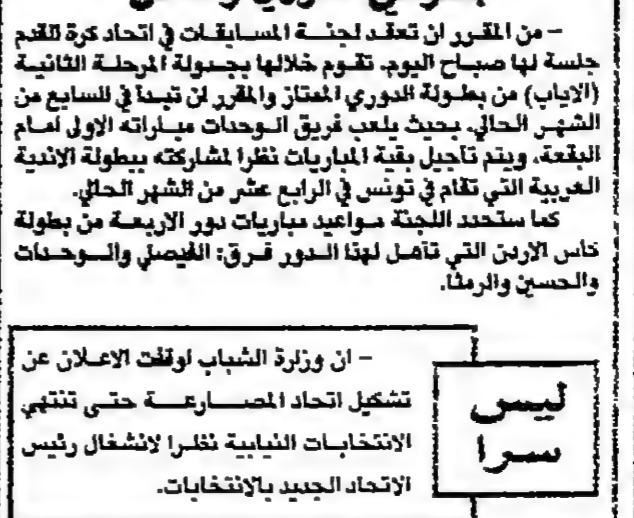 – من المقرر ان تعقد لجنة المسابقات في اتحاد كرة القدم
جلسة لها صباح اليوم، تقوم خلالها بجدولة المرحلة الثانية
(الاياب) من بطولة الدوري الممتاز والمقرر ان تبدأ في السابع من
الشهر الحالي، بحيث يلعب فريق الوحدات مباراته الاولى امام
البقعة، ويتم تأجيل بقية المباريات نظرا لمشاركته ببطولة الاندية
العربية التي تقام في تونس في الرابع عشر من الشهر الحالي.
كما ستحدد اللجنة مواعيد مباريات دور الاربعة من بطولة
كأس الاردن التي تأهل لهذا الدور فرق: الفيصلي والوحدات
والحسين والرمثا.
ليس
سرا
– ان وزارة الشباب اوقفت الاعلان عن
تشكيل اتحاد المصارعة حتى تنتهي
الانتخابات النيابية نظرا لانشغال رئيس
الاتحاد الجديد بالانتخابات.